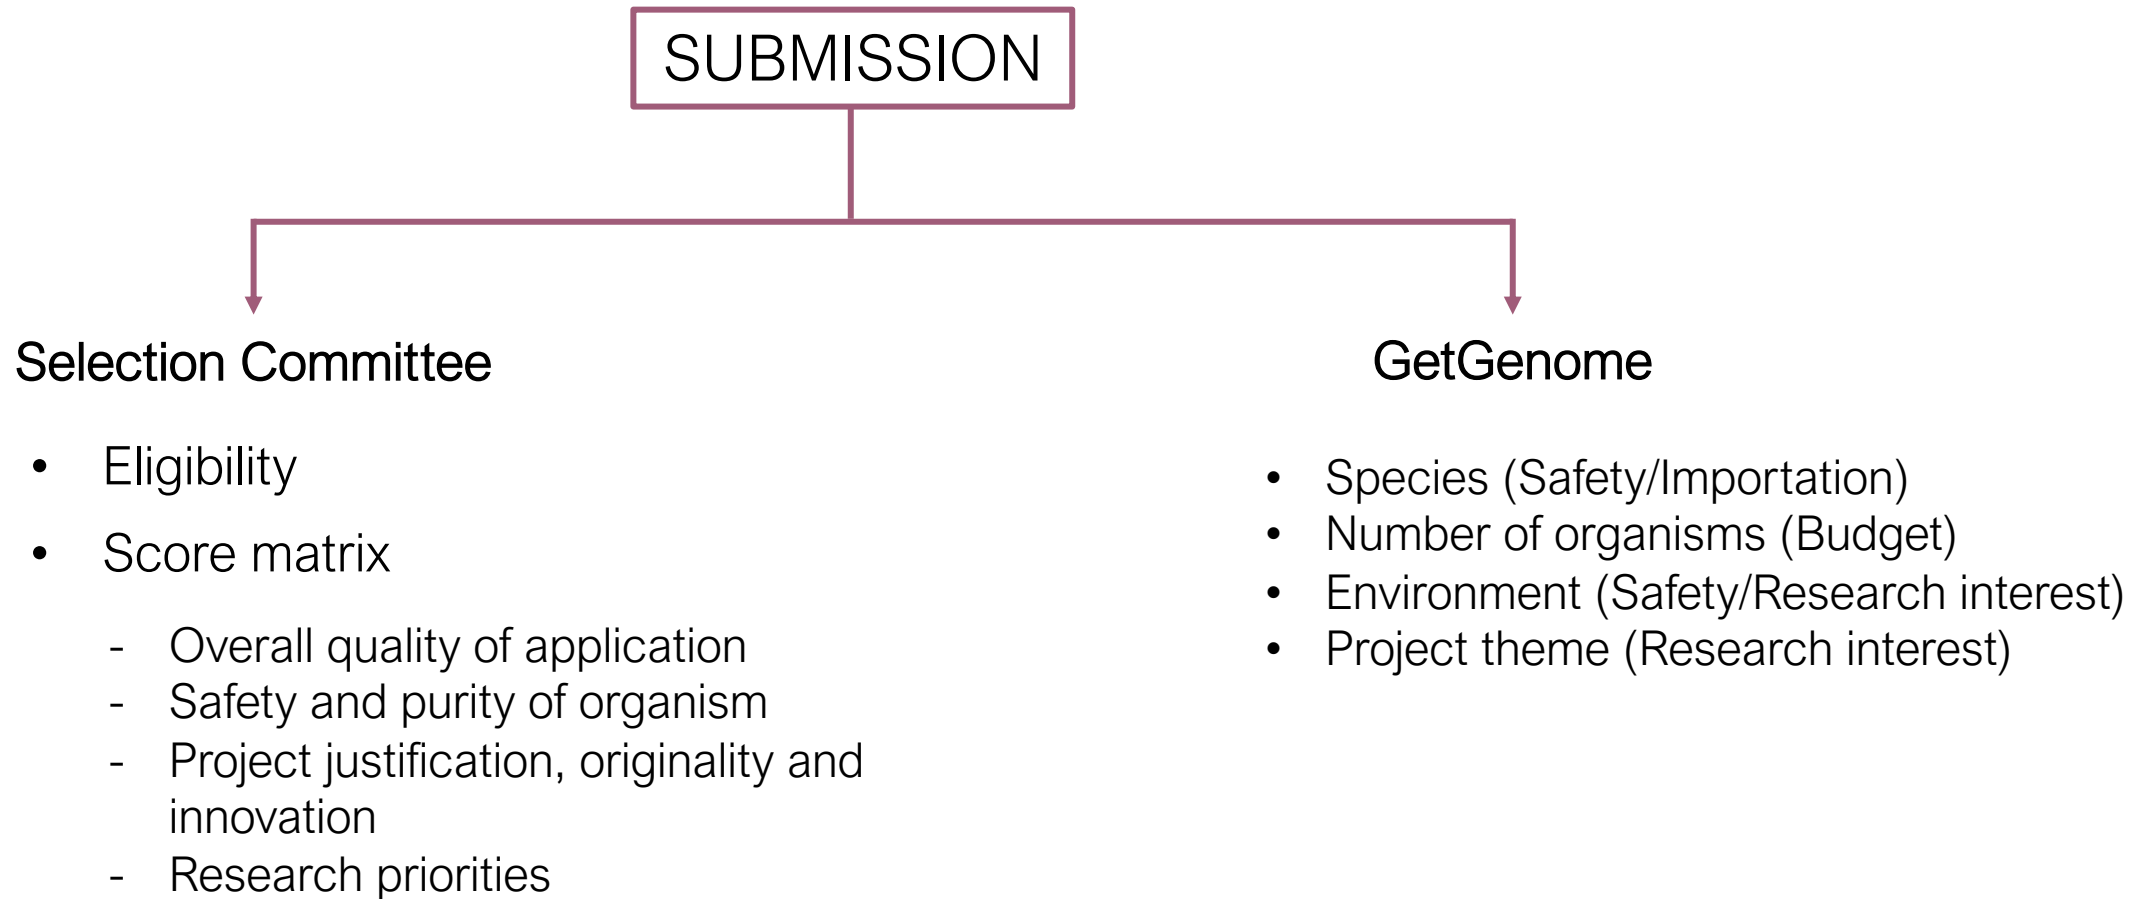 SUBMISSION
Selection Committee
• Eligibility
• Score matrix
- Overall quality of application
- Safety and purity of organism
- Project justification, originality and
innovation
- Research priorities
GetGenome
• Species (Safety/Importation)
• Number of organisms (Budget)
• Environment (Safety/Research interest)
• Project theme (Research interest)